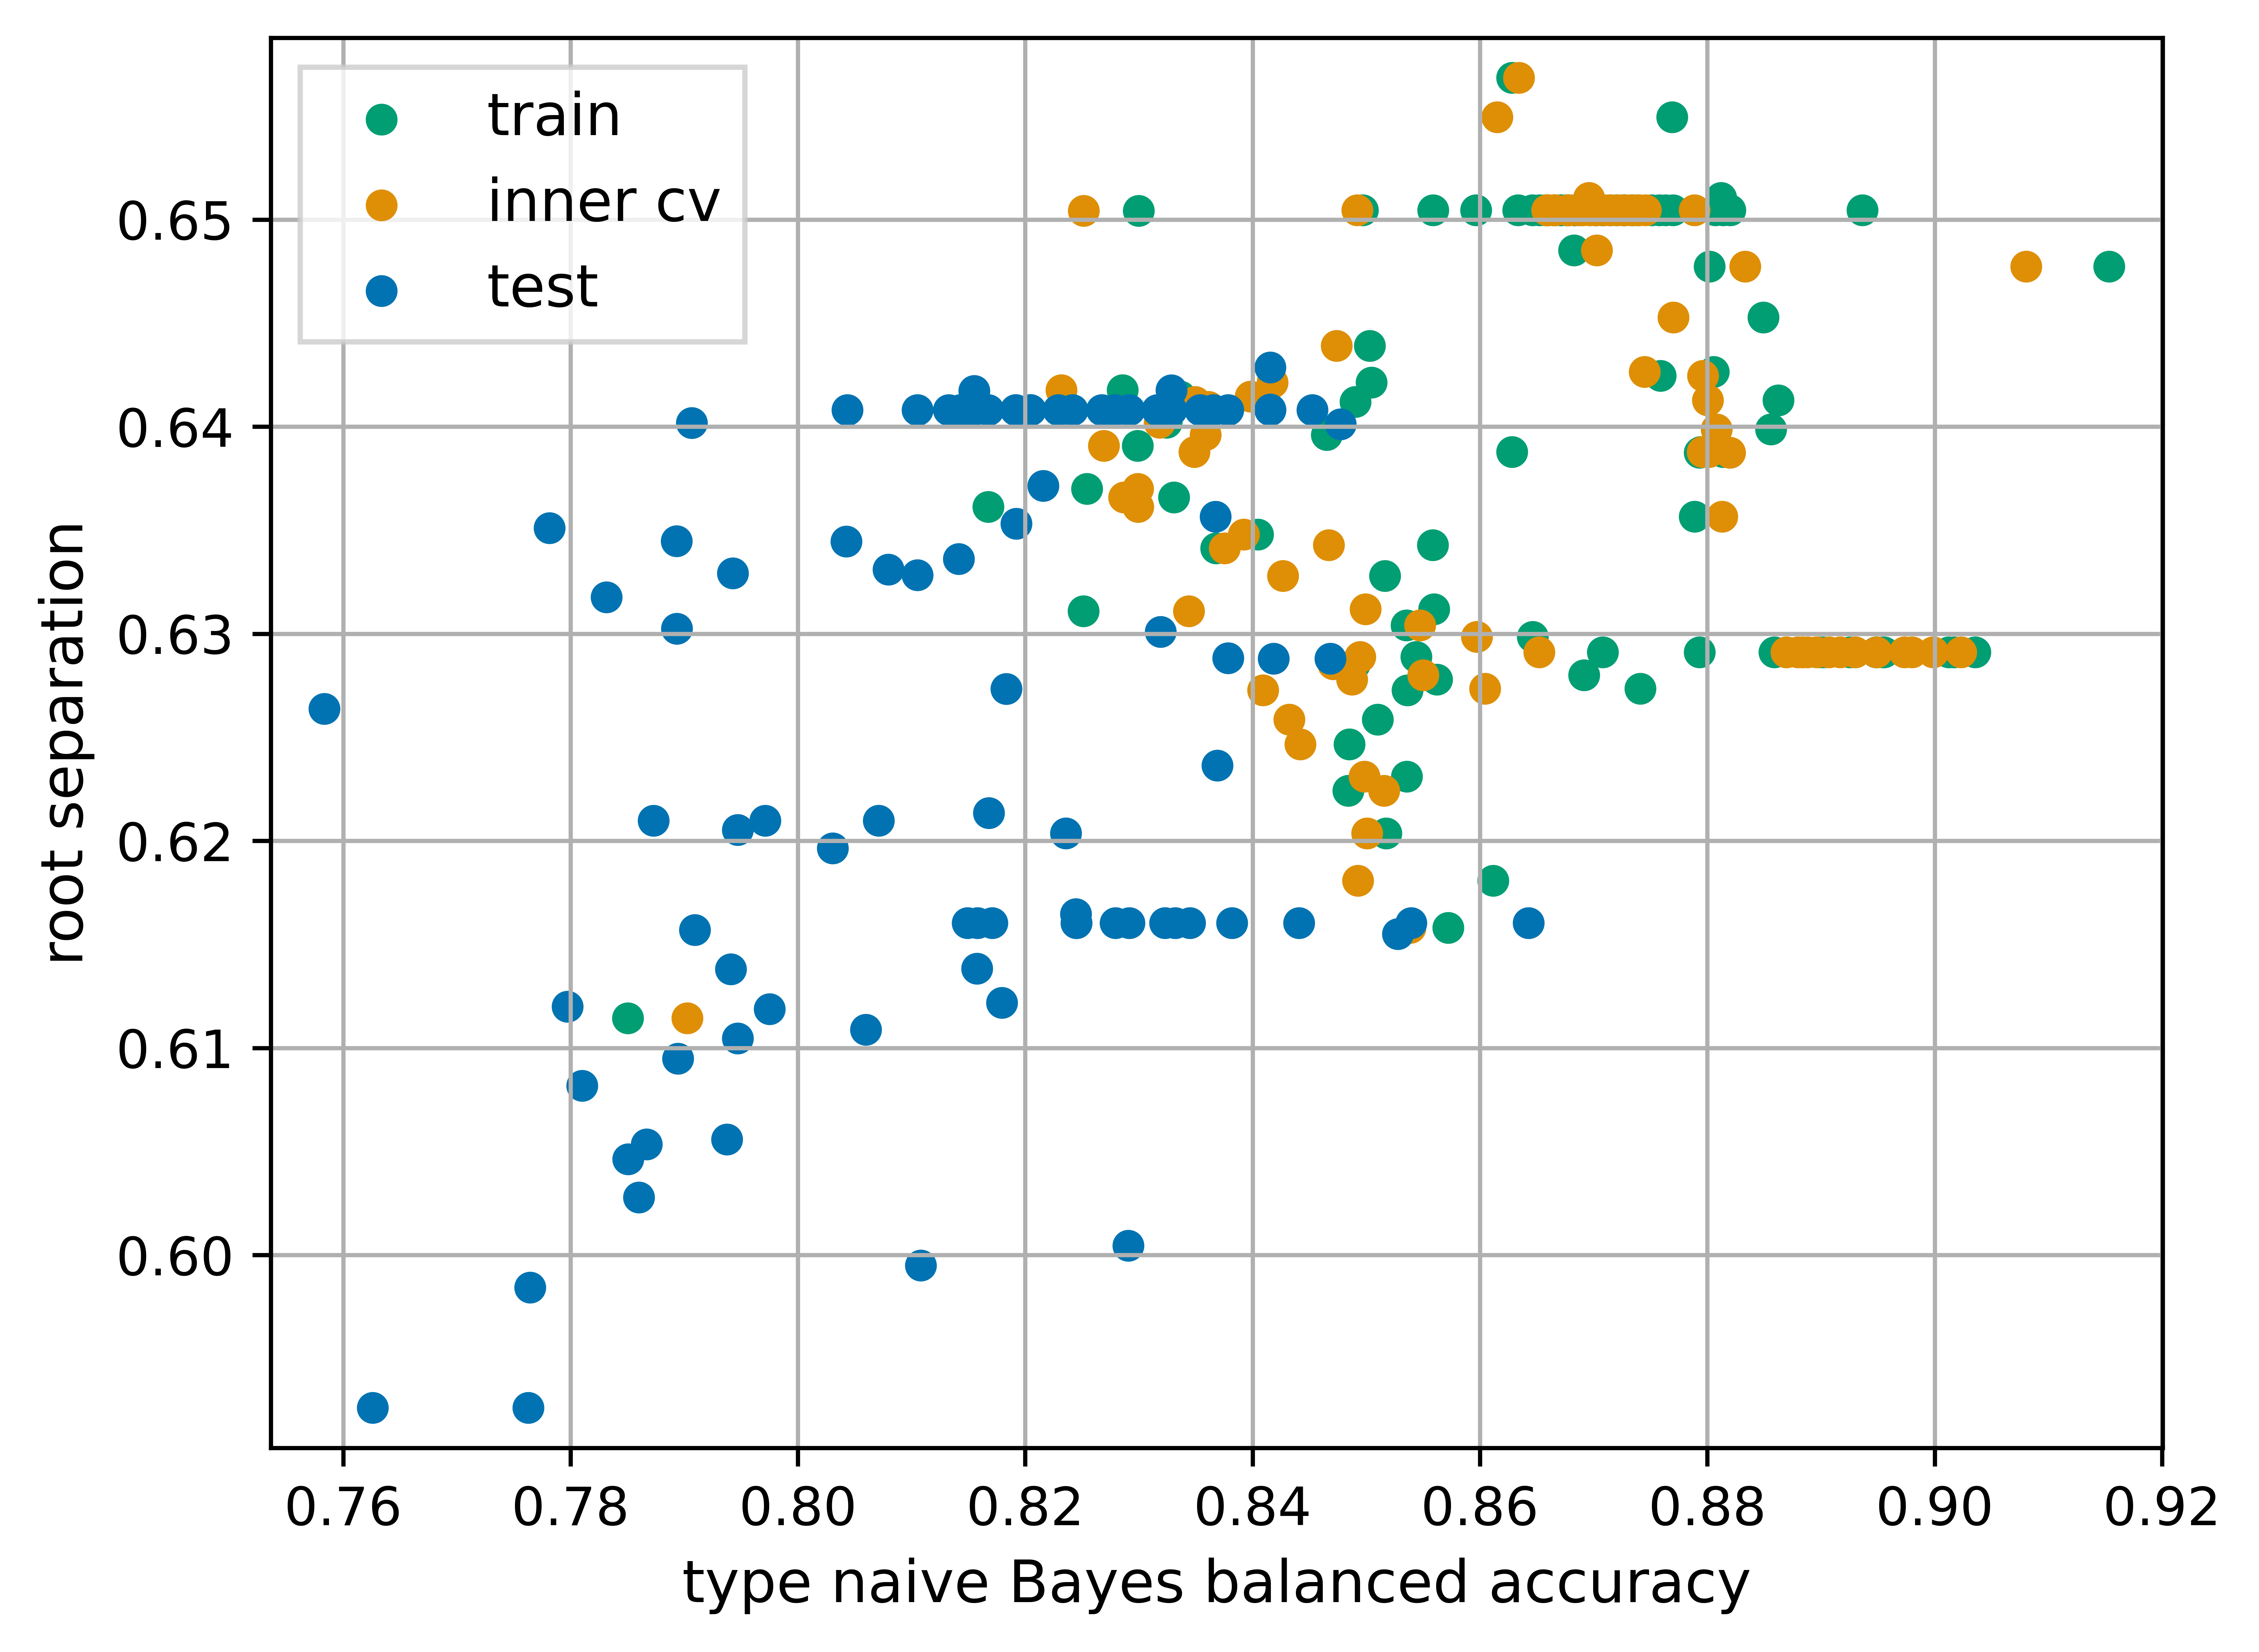 train
inner cv
test
0.65
0.64
0.63
0.62
0.61
0.60
root separation
0.76 0.78 0.80 0.82 0.84 0.86 0.88 0.90 0.92
type naive Bayes balanced accuracy